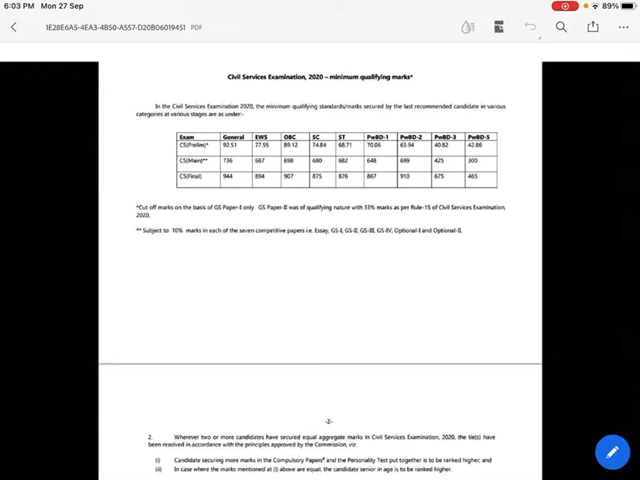 6:03 PM Mon 27 Sep 89%
1E28E6A5-4EA3-4B50-A557-D20B06019451 PDF
Civil Services Examination, 2020 – minimum qualifying marks*
In the Civil Services Examination 2020, the minimum qualifying standards/marks secured by the last recommended candidate in various
categories at various stages are as under:-
Exam General EWS OBC SC ST PwBD-1 PwBD-2 PwBD-3 PwBD-5
CS(Prelim)* 92.51 77.55 89.12 74.84 68.71 70.06 63.94 40.82 42.86
CS(Main)** 736 687 698 680 682 648 699 425 300
CS(Final) 944 894 907 875 876 867 910 675 465
*Cut off marks on the basis of GS Paper-I only. GS Paper-II was of qualifying nature with 33% marks as per Rule-15 of Civil Services Examination,
2020.
** Subject to 10% marks in each of the seven competitive papers i.e. Essay, GS-I, GS-II, GS-III, GS-IV, Optional-I and Optional-II.
-2-
2. Wherever two or more candidates have secured equal aggregate marks in Civil Services Examination, 2020, the tie(s) have
been resolved in accordance with the principles approved by the Commission, viz.
(i) Candidate securing more marks in the Compulsory Papers# and the Personality Test put together is to be ranked higher; and
(ii) In case where the marks mentioned at (i) above are equal, the candidate senior in age is to be ranked higher.